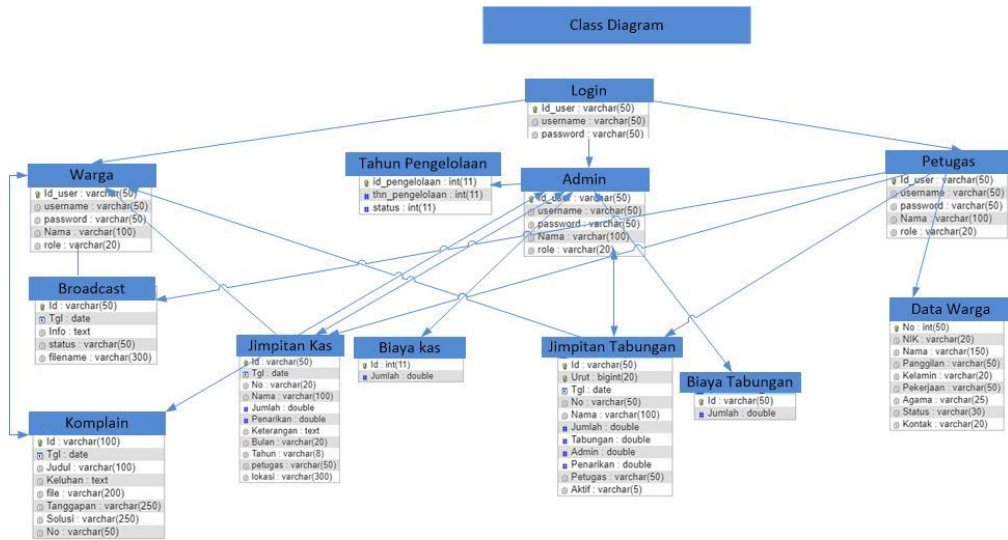 Class Diagram
Login
Id_user : varchar(50)
username : varchar(50)
password : varchar(50)
Warga
Id_user : varchar(50)
username : varchar(50)
password : varchar(50)
Nama : varchar(100)
role : varchar(20)
Tahun Pengelolaan
id_pengelolaan : int(11)
thn_pengelolaan : int(11)
status : int(11)
Admin
Id_user : varchar(50)
username : varchar(50)
password : varchar(50)
Nama : varchar(100)
role : varchar(20)
Petugas
Id_user : varchar(50)
username : varchar(50)
password : varchar(50)
Nama : varchar(100)
role : varchar(20)
Broadcast
Id : varchar(50)
Tgl : date
Info : text
status : varchar(50)
filename : varchar(300)
Jimpitan Kas
Id : varchar(50)
Tgl : date
No : varchar(20)
Nama : varchar(100)
Jumlah : double
Penarikan : double
Keterangan : text
Bulan : varchar(20)
Tahun : varchar(8)
petugas : varchar(50)
lokasi : varchar(300)
Biaya kas
Id : int(11)
Jumlah : double
Jimpitan Tabungan
Id : varchar(50)
Urut : bigint(20)
Tgl : date
No : varchar(50)
Nama : varchar(100)
Jumlah : double
Tabungan : double
Admin : double
Penarikan : double
Petugas : varchar(50)
Aktif : varchar(5)
Biaya Tabungan
Id : varchar(50)
Jumlah : double
Data Warga
No : int(50)
NIK : varchar(20)
Nama : varchar(150)
Panggilan : varchar(50)
Kelamin : varchar(20)
Pekerjaan : varchar(50)
Agama : varchar(25)
Status : varchar(30)
Kontak : varchar(20)
Komplain
Id : varchar(100)
Tgl : date
Judul : varchar(100)
Keluhan : text
file : varchar(200)
Tanggapan : varchar(250)
Solusi : varchar(250)
No : varchar(50)